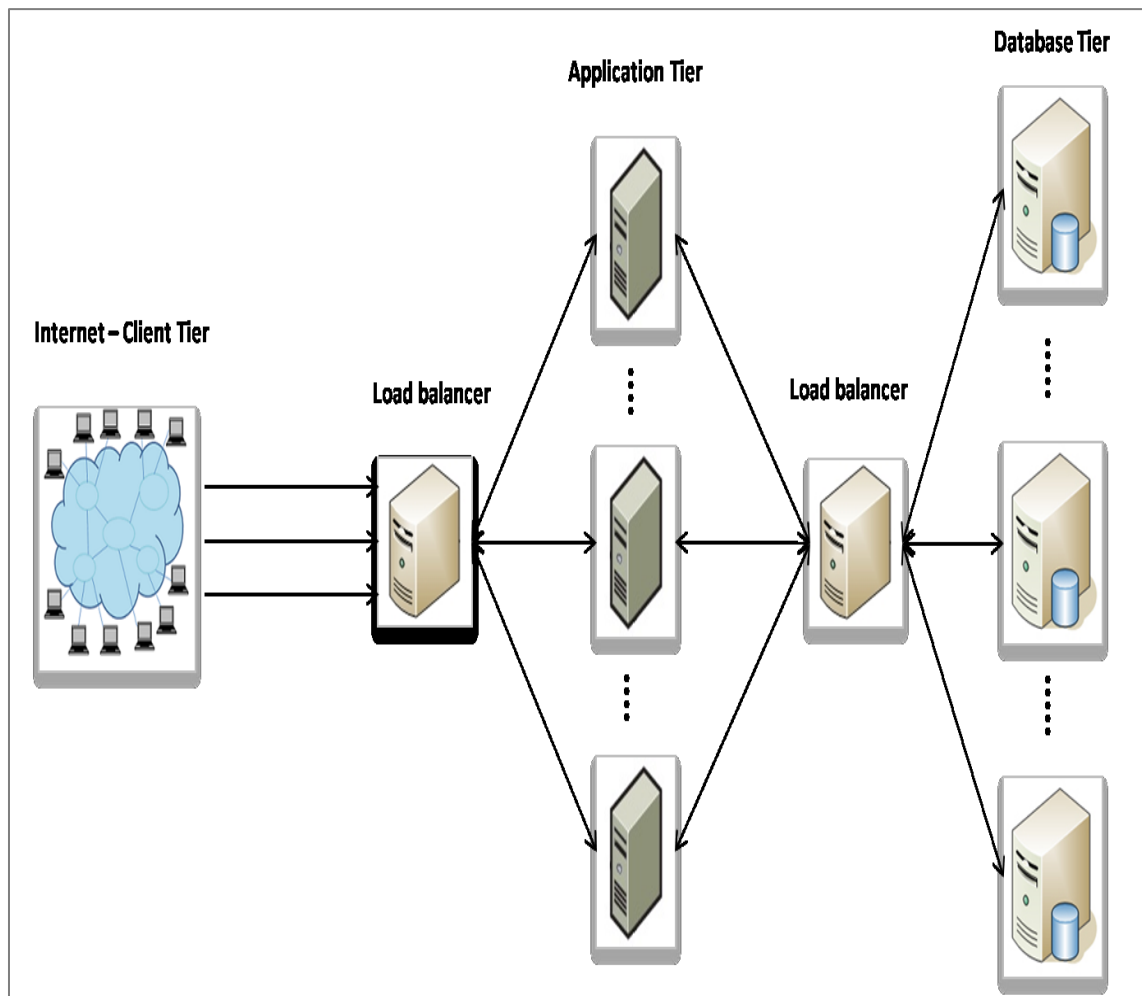 Database Tier
Application Tier
Internet – Client Tier
Load balancer
Load balancer